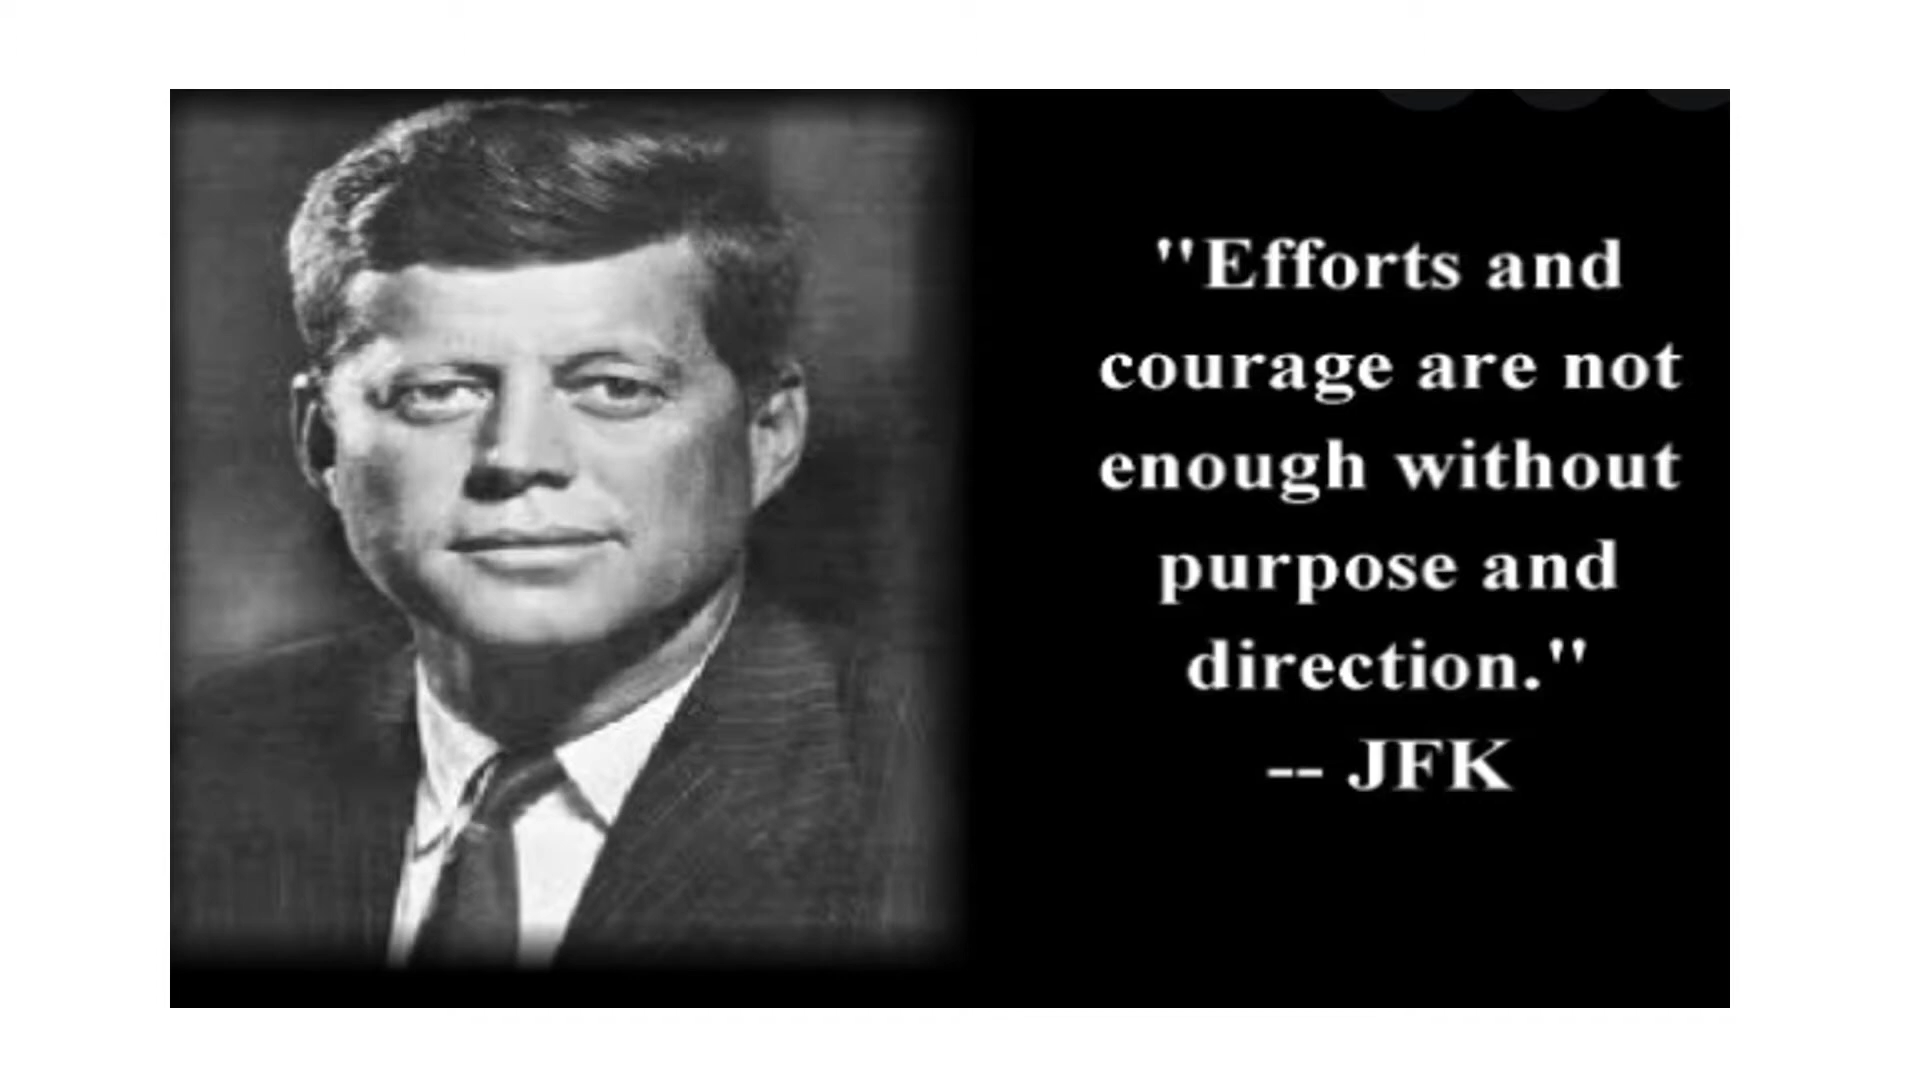 "Efforts and
courage are not
enough without
purpose and
direction."
-- JFK